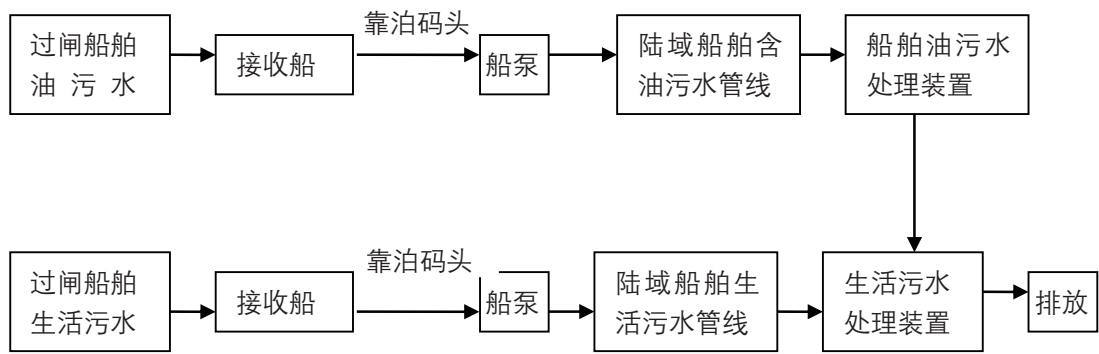 靠泊码头
过闸船舶
油污水
接收船
船泵
陆域船舶含
油污水管线
船舶油污水
处理装置
靠泊码头
过闸船舶
生活污水
接收船
船泵
陆域船舶生
活污水管线
生活污水
处理装置
排放